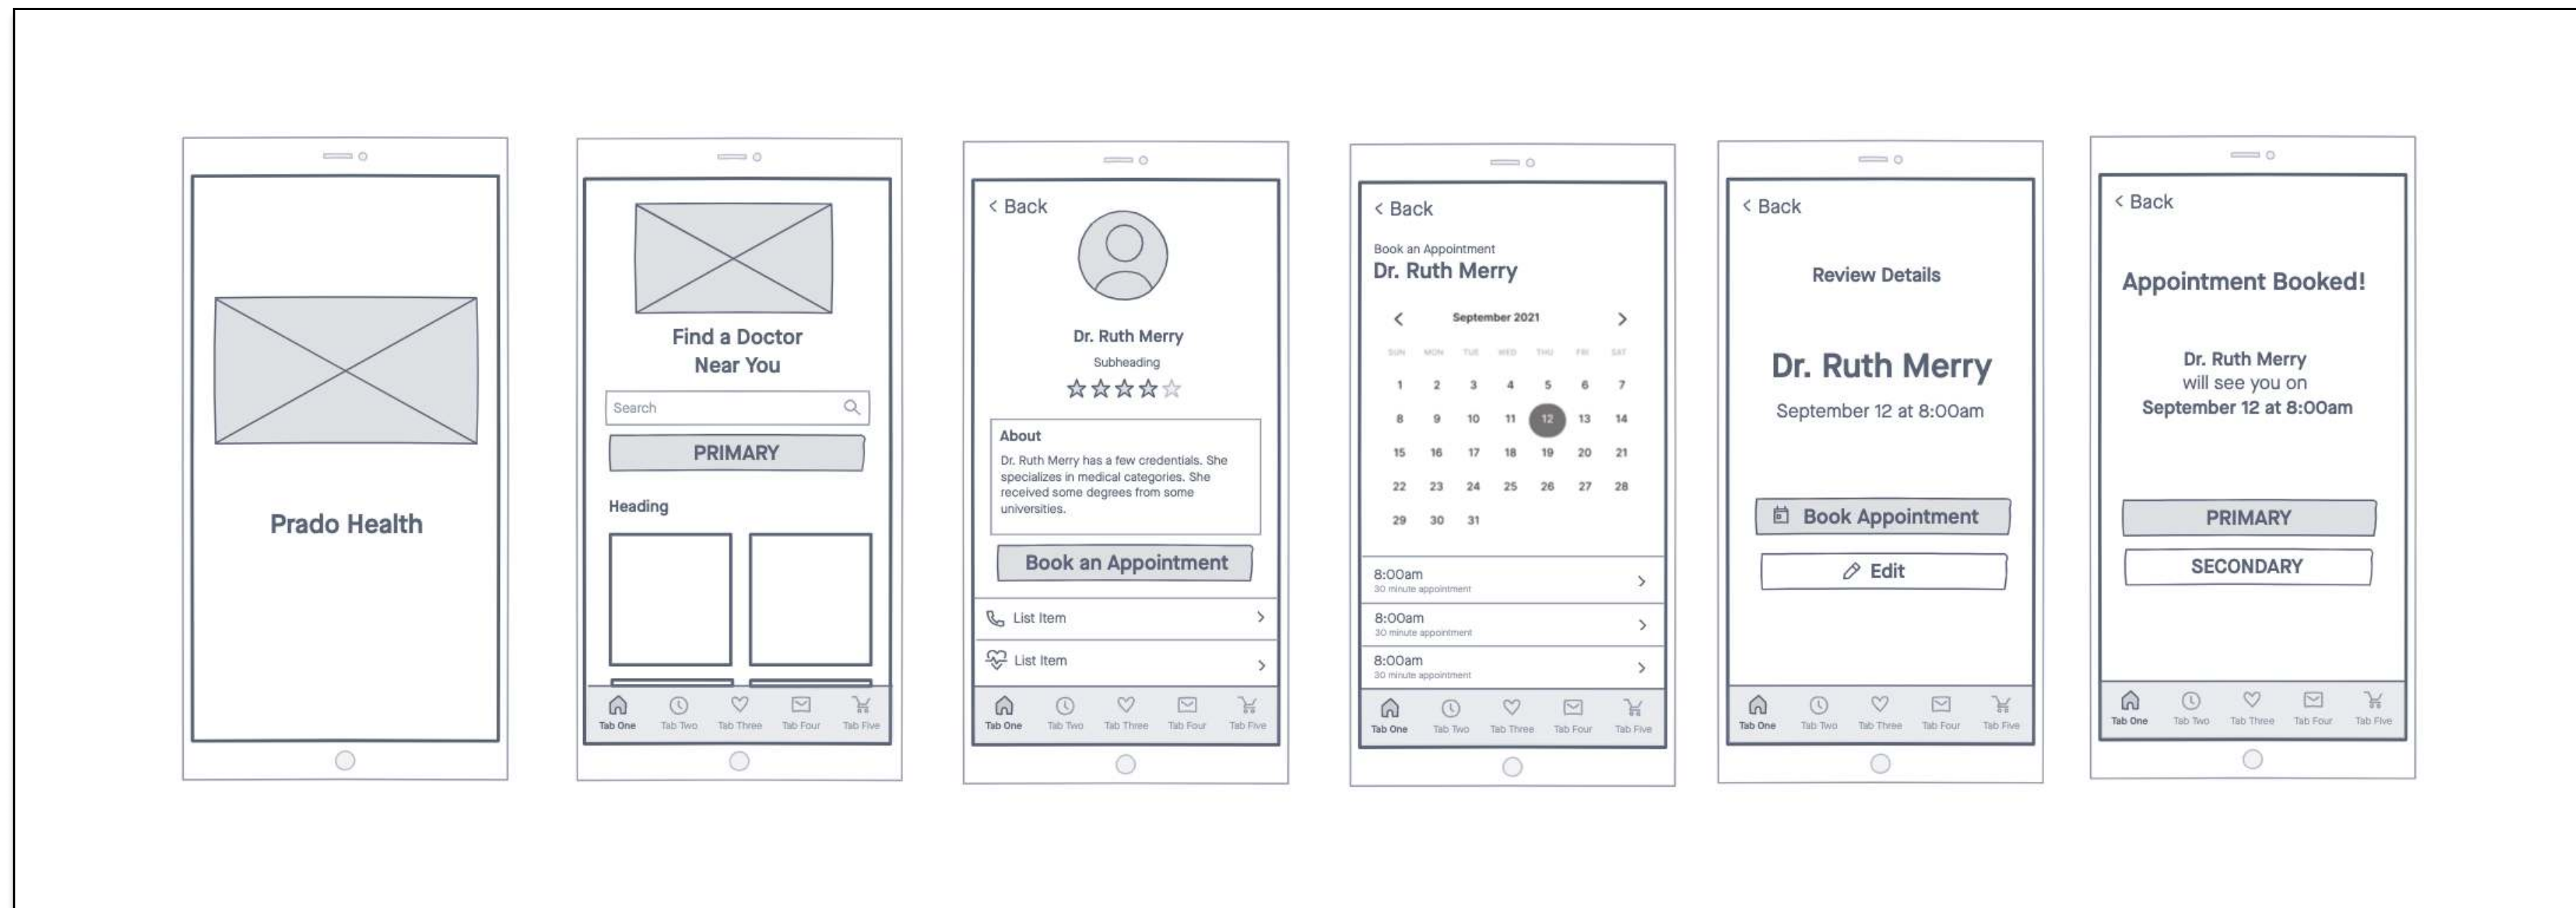 Prado Health
Find a Doctor
Near You
Search
PRIMARY
Heading
Tab One Tab Two Tab Three Tab Four Tab Five
< Back
Dr. Ruth Merry
Subheading
About
Dr. Ruth Merry has a few credentials. She
specializes in medical categories. She
received some degrees from some
universities.
Book an Appointment
List Item
List Item
Tab One Tab Two Tab Three Tab Four Tab Five
< Back
Book an Appointment
Dr. Ruth Merry
September 2021
SUN MON TUE WED THU FRI SAT
1 2 3 4 5 6 7
8 9 10 11 12 13 14
15 16 17 18 19 20 21
22 23 24 25 26 27 28
29 30 31
8:00am
30 minute appointment
8:00am
30 minute appointment
8:00am
30 minute appointment
Tab One Tab Two Tab Three Tab Four Tab Five
< Back
Review Details
Dr. Ruth Merry
September 12 at 8:00am
Book Appointment
Edit
Tab One Tab Two Tab Three Tab Four Tab Five
< Back
Appointment Booked!
Dr. Ruth Merry
will see you on
September 12 at 8:00am
PRIMARY
SECONDARY
Tab One Tab Two Tab Three Tab Four Tab Five